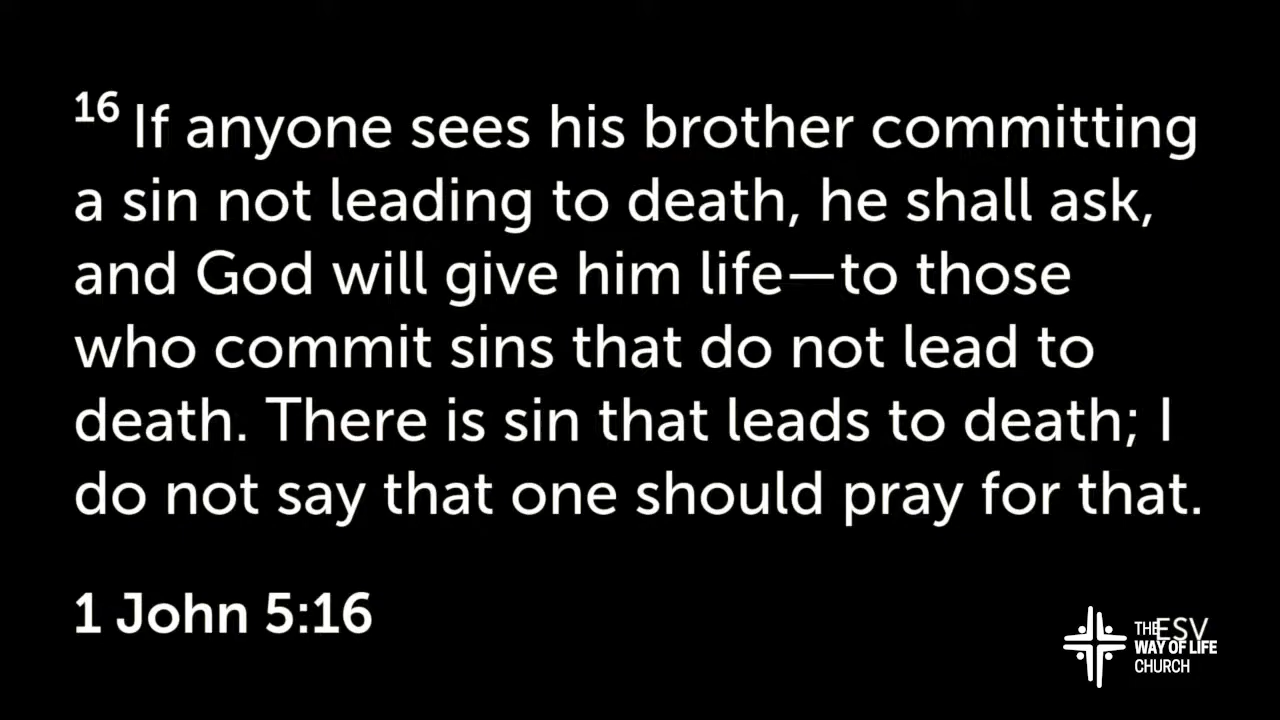 16 If anyone sees his brother committing
a sin not leading to death, he shall ask,
and God will give him life—to those
who commit sins that do not lead to
death. There is sin that leads to death; I
do not say that one should pray for that.
1 John 5:16
ESV
THE
WAY OF LIFE
CHURCH